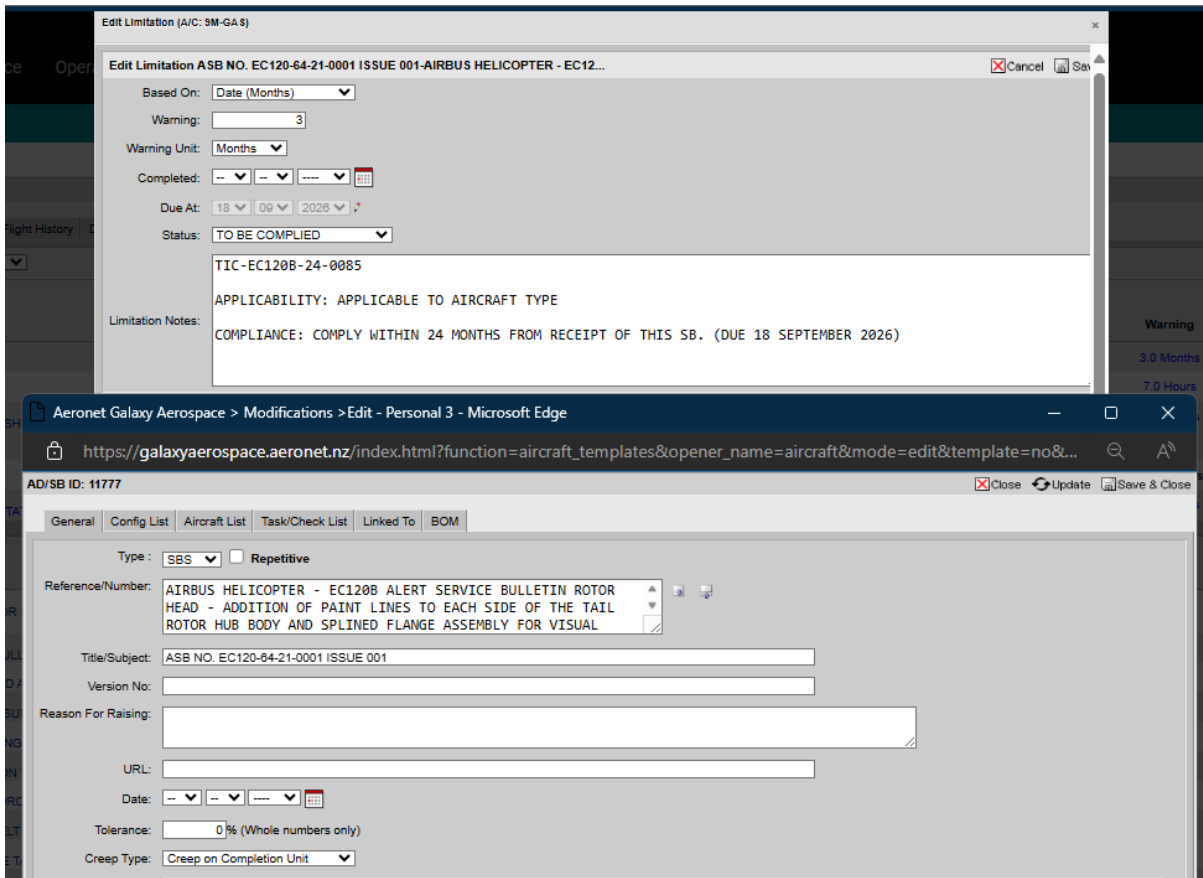 Edit Limitation (A/C: 9M-GAS)
ce Opera
Edit Limitation ASB NO. EC120-64-21-0001 ISSUE 001-AIRBUS HELICOPTER - EC12...
Cancel Sav
Based On: Date (Months)
Warning: 3
Warning Unit: Months
Completed: -- -- ----
Due At: 18 09 2026
light History D
Status: TO BE COMPLIED
Limitation Notes:
TIC-EC120B-24-0085
APPLICABILITY: APPLICABLE TO AIRCRAFT TYPE
COMPLIANCE: COMPLY WITHIN 24 MONTHS FROM RECEIPT OF THIS SB. (DUE 18 SEPTEMBER 2026)
Warning
3.0 Months
7.0 Hours
Aeronet Galaxy Aerospace > Modifications >Edit - Personal 3 - Microsoft Edge
https://galaxyaerospace.aeronet.nz/index.html?function=aircraft_templates&opener_name=aircraft&mode=edit&template=no&...
AD/SB ID: 11777
Close Update Save & Close
General Config List Aircraft List Task/Check List Linked To BOM
Type : SBS Repetitive
Reference/Number: AIRBUS HELICOPTER - EC120B ALERT SERVICE BULLETIN ROTOR
HEAD - ADDITION OF PAINT LINES TO EACH SIDE OF THE TAIL
ROTOR HUB BODY AND SPLINED FLANGE ASSEMBLY FOR VISUAL
Title/Subject: ASB NO. EC120-64-21-0001 ISSUE 001
Version No:
Reason For Raising:
URL:
Date: -- -- ----
Tolerance: 0 % (Whole numbers only)
Creep Type: Creep on Completion Unit